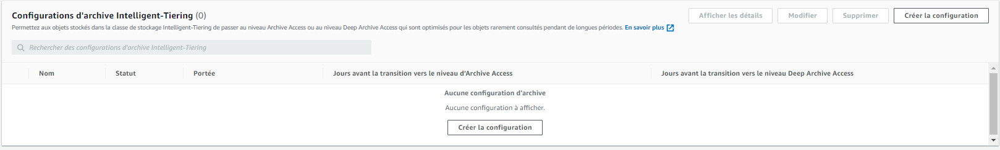 Configurations d'archive Intelligent-Tiering (0)
Afficher les détails
Modifier
Supprimer
Créer la configuration
Permettez aux objets stockés dans la classe de stockage Intelligent-Tiering de passer au niveau Archive Access ou au niveau Deep Archive Access qui sont optimisés pour les objets rarement consultés pendant de longues périodes. En savoir plus
Rechercher des configurations d'archive Intelligent-Tiering
Nom Statut Portée Jours avant la transition vers le niveau d'Archive Access Jours avant la transition vers le niveau Deep Archive Access
Aucune configuration d'archive
Aucune configuration à afficher.
Créer la configuration